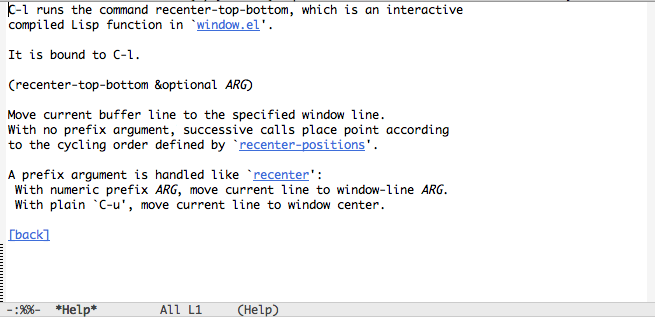 C-l runs the command recenter-top-bottom, which is an interactive
compiled Lisp function in `window.el'.
It is bound to C-l.
(recenter-top-bottom &optional ARG)
Move current buffer line to the specified window line.
With no prefix argument, successive calls place point according
to the cycling order defined by `recenter-positions'.
A prefix argument is handled like `recenter':
 With numeric prefix ARG, move current line to window-line ARG.
 With plain `C-u', move current line to window center.
[back]
-:%%-  *Help*         All L1     (Help)